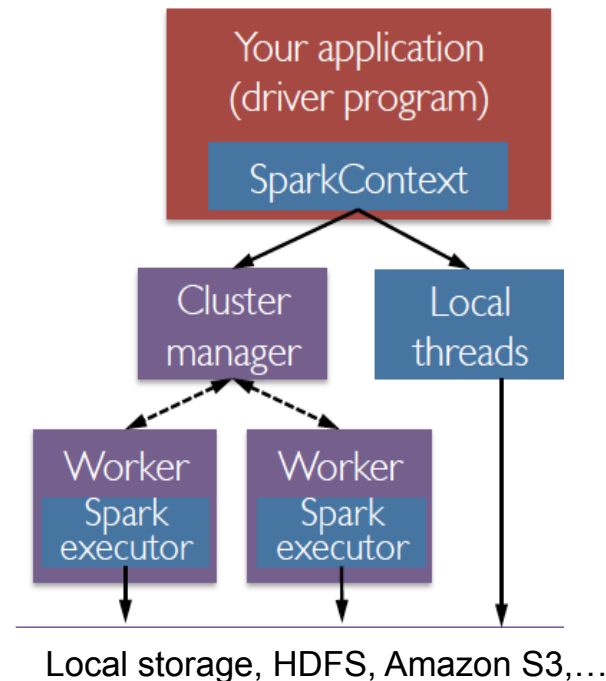 Your application
(driver program)
SparkContext
Cluster
manager
Local
threads
Worker
Spark
executor
Worker
Spark
executor
Local storage, HDFS, Amazon S3,…